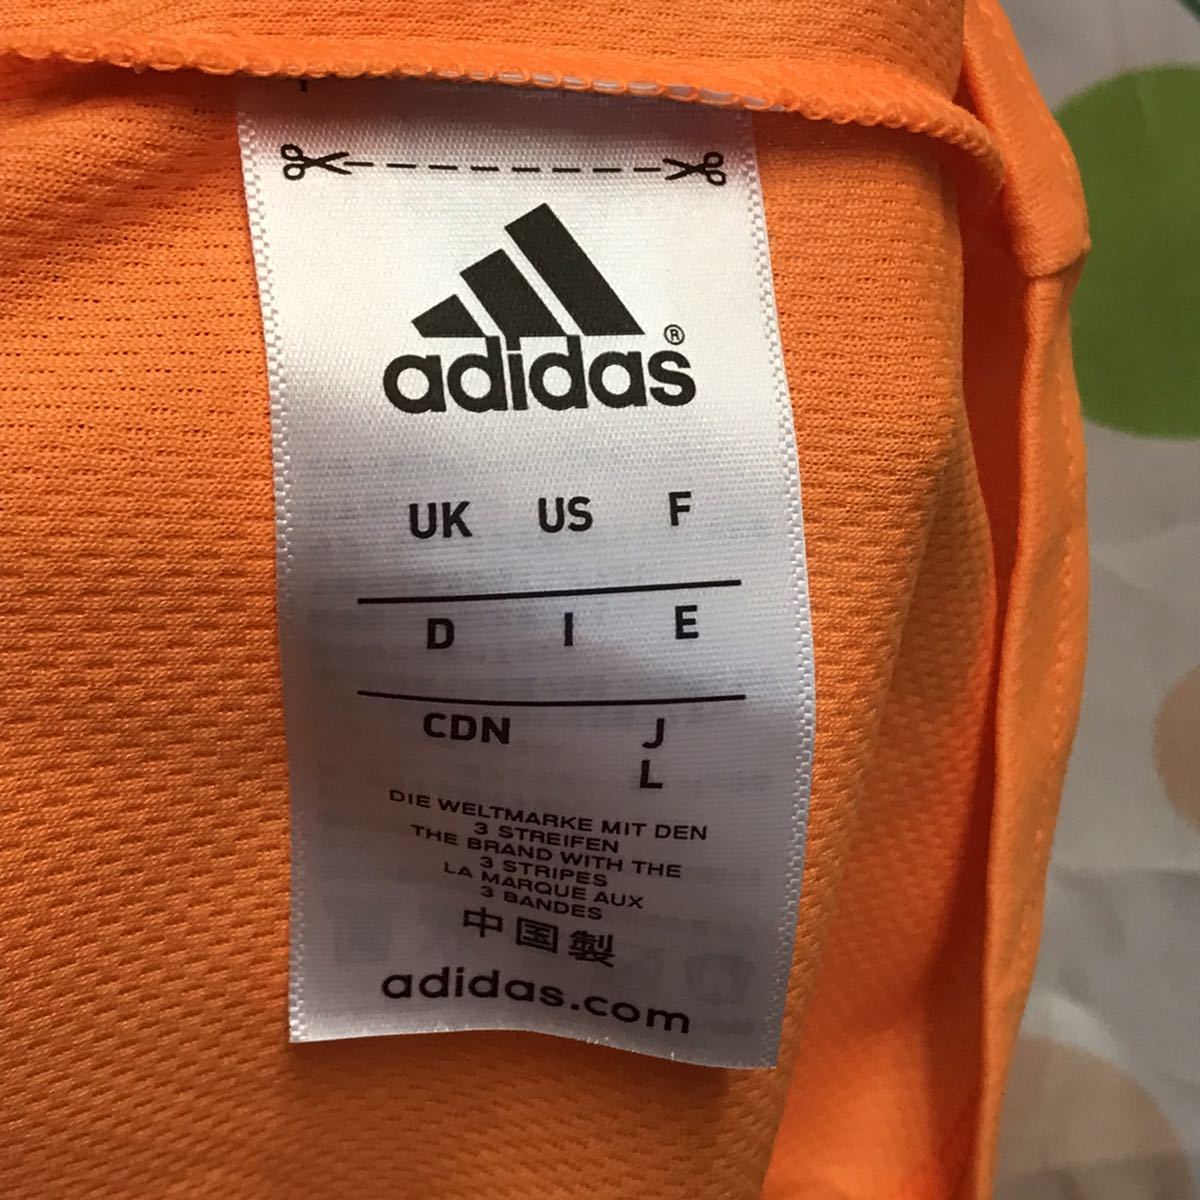 adidas®
UK US F
D I E
CDN J
L
DIE WELTMARKE MIT DEN
3 STREIFEN
THE BRAND WITH THE
3 STRIPES
LA MARQUE AUX
3 BANDES
中国製
adidas.com